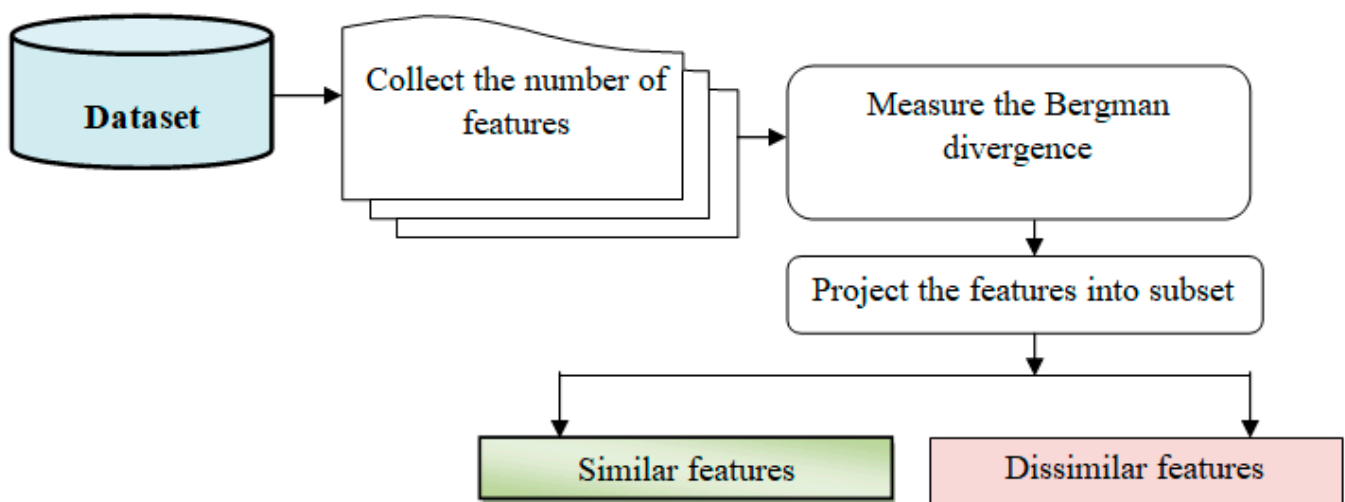 Dataset
Collect the number of
features
Measure the Bergman
divergence
Project the features into subset
Similar features
Dissimilar features